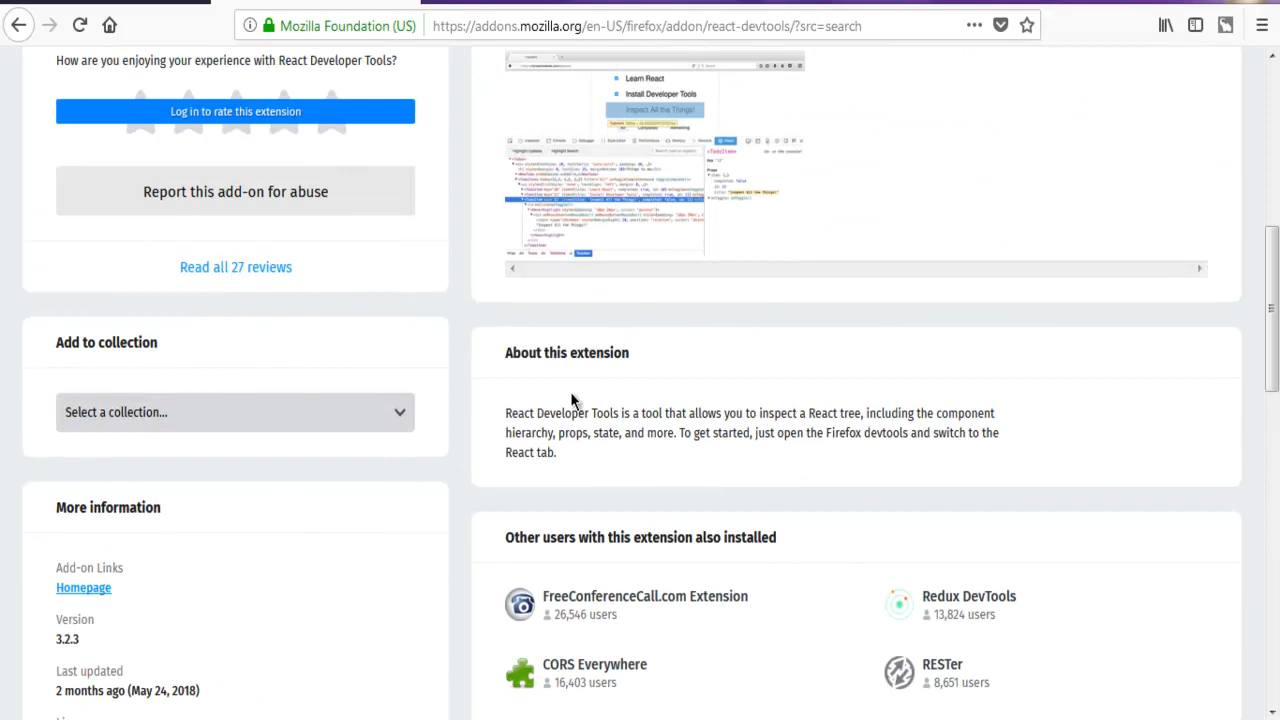 Mozilla Foundation (US)
https://addons.mozilla.org/en-US/firefox/addon/react-devtools/?src=search
How are you enjoying your experience with React Developer Tools?
Log in to rate this extension
Report this add-on for abuse
Read all 27 reviews
Add to collection
Select a collection...
More information
Add-on Links
Homepage
Version
3.2.3
Last updated
2 months ago (May 24, 2018)
Learn React
Install Developer Tools
Inspect All the Things!
About this extension
React Developer Tools is a tool that allows you to inspect a React tree, including the component
hierarchy, props, state, and more. To get started, just open the Firefox devtools and switch to the
React tab.
Other users with this extension also installed
FreeConferenceCall.com Extension
26,546 users
Redux DevTools
13,824 users
CORS Everywhere
16,403 users
RESTer
8,651 users